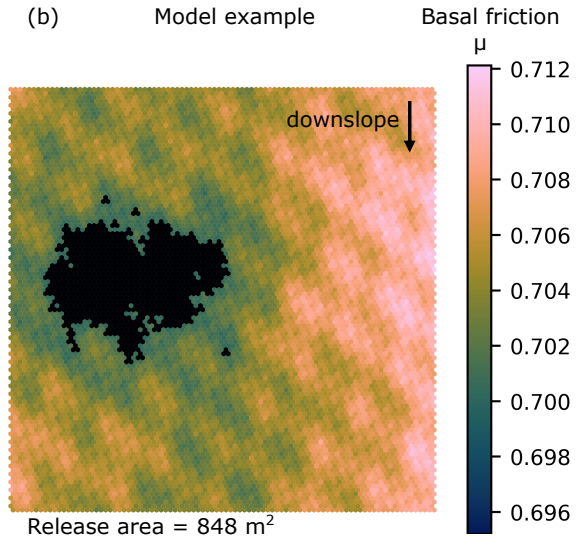 (b) Model example Basal friction
μ
downslope
0.712
0.710
0.708
0.706
0.704
0.702
0.700
0.698
0.696
Release area = 848 m²